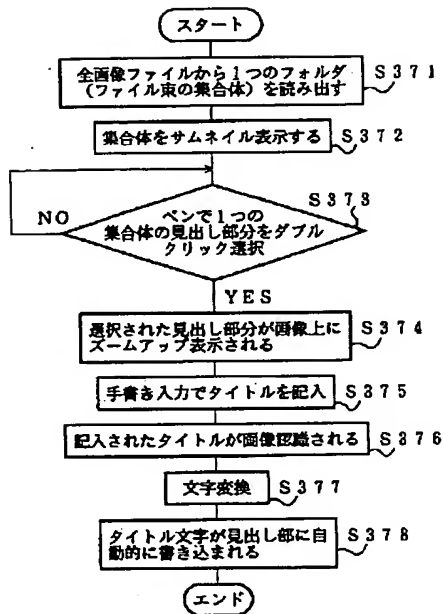 スタート
全画像ファイルから1つのフォルダ
(ファイル束の集合体)を読み出す
S371
集合体をサムネイル表示する
S372
S373
NO
ペンで1つの
集合体の見出し部分をダブル
クリック選択
YES
選択された見出し部分が画像上に
ズームアップ表示される
S374
手書き入力でタイトルを記入
S375
記入されたタイトルが画像認識される
S376
文字変換
S377
タイトル文字が見出し部に自
動的に書き込まれる
S378
エンド